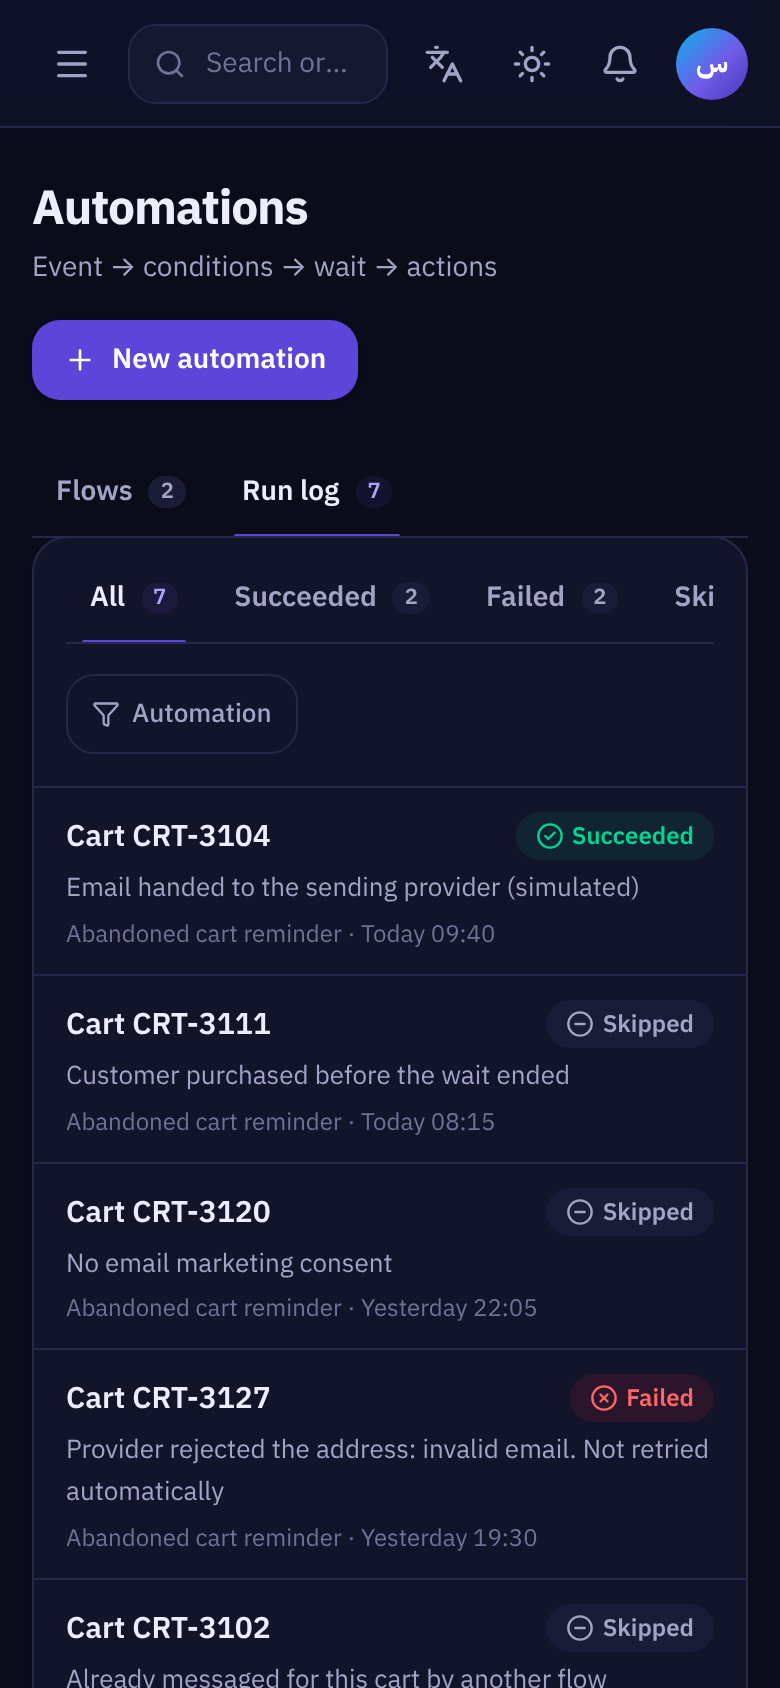 Search or...
س
Automations
Event → conditions → wait → actions
+ New automation
Flows 2 Run log 7
All 7 Succeeded 2 Failed 2 Ski
Automation
Cart CRT-3104 Succeeded
Email handed to the sending provider (simulated)
Abandoned cart reminder · Today 09:40
Cart CRT-3111 Skipped
Customer purchased before the wait ended
Abandoned cart reminder · Today 08:15
Cart CRT-3120 Skipped
No email marketing consent
Abandoned cart reminder · Yesterday 22:05
Cart CRT-3127 Failed
Provider rejected the address: invalid email. Not retried
automatically
Abandoned cart reminder · Yesterday 19:30
Cart CRT-3102 Skipped
Already messaged for this cart by another flow